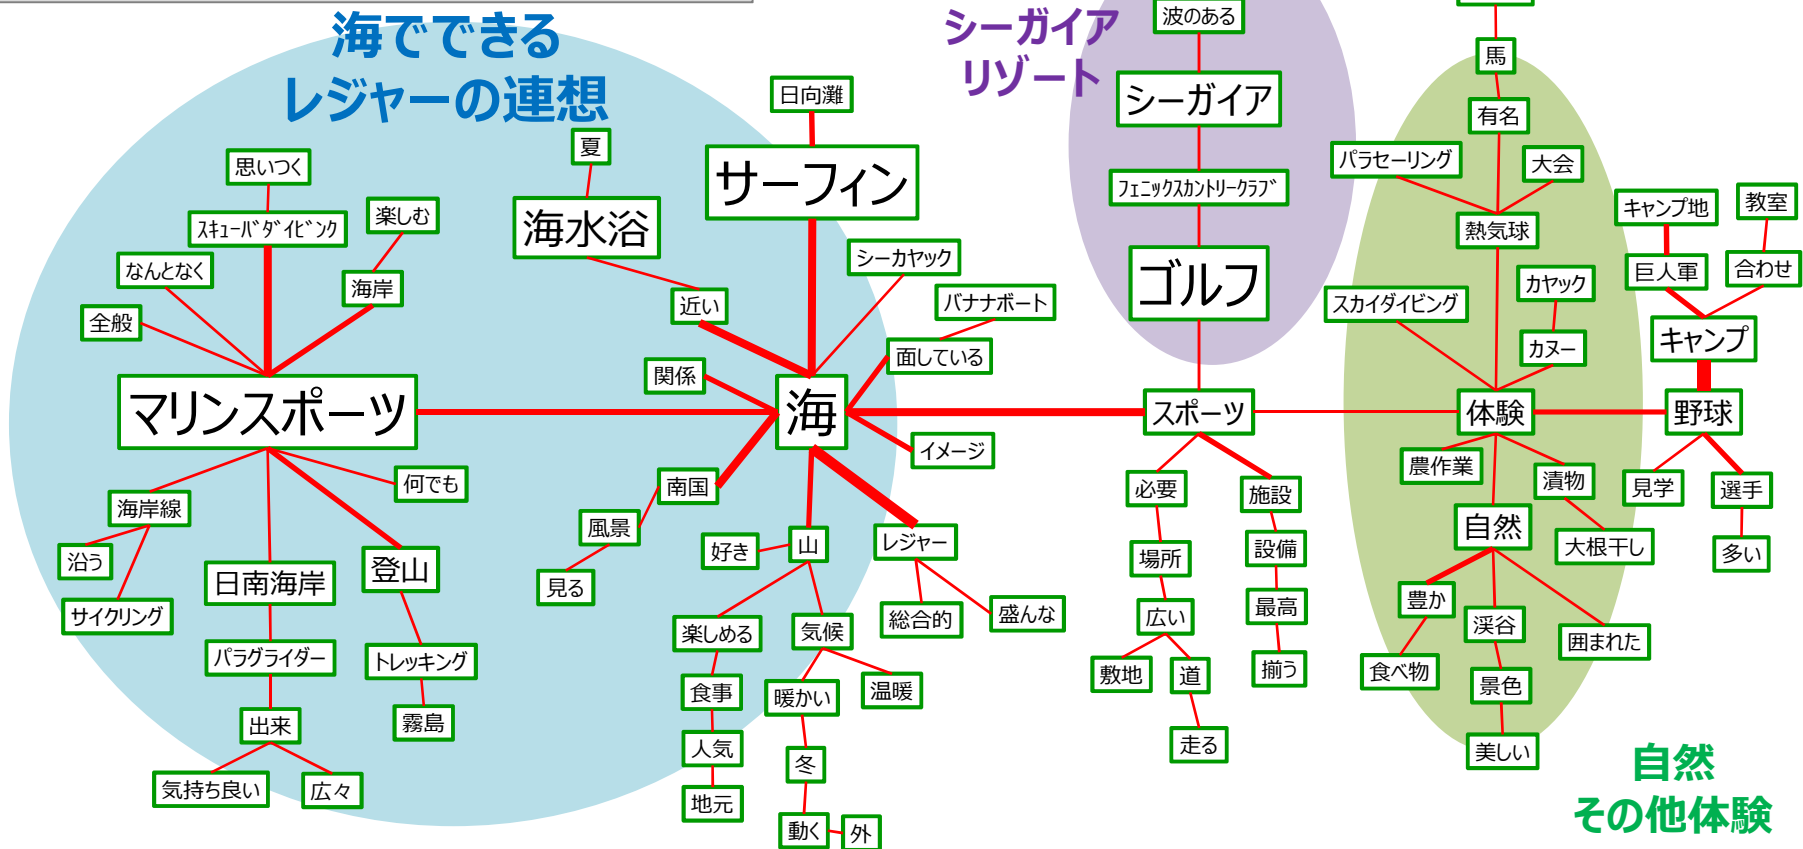 海でできる
レジャーの連想
シーガイア
リゾート
波のある
シーガイア
フェニックスカントリークラブ
ゴルフ
日向灘
サーフィン
夏
海水浴
近い
思いつく
スキューバダイビング
楽しむ
海岸
なんとなく
全般
マリンスポーツ
関係
海
シーカヤック
バナナボート
面している
イメージ
南国
風景
見る
何でも
海岸線
沿う
サイクリング
日南海岸
パラグライダー
出来
気持ち良い
広々
登山
トレッキング
霧島
好き
山
レジャー
総合的
盛んな
楽しめる
食事
人気
地元
気候
暖かい
温暖
冬
動く
外
スポーツ
必要
場所
広い
敷地
道
走る
施設
設備
最高
揃う
馬
有名
パラセーリング
大会
熱気球
スカイダイビング
カヤック
カヌー
体験
農作業
漬物
大根干し
自然
豊か
食べ物
渓谷
景色
美しい
囲まれた
キャンプ地
教室
巨人軍
合わせ
キャンプ
野球
見学
選手
多い
自然
その他体験